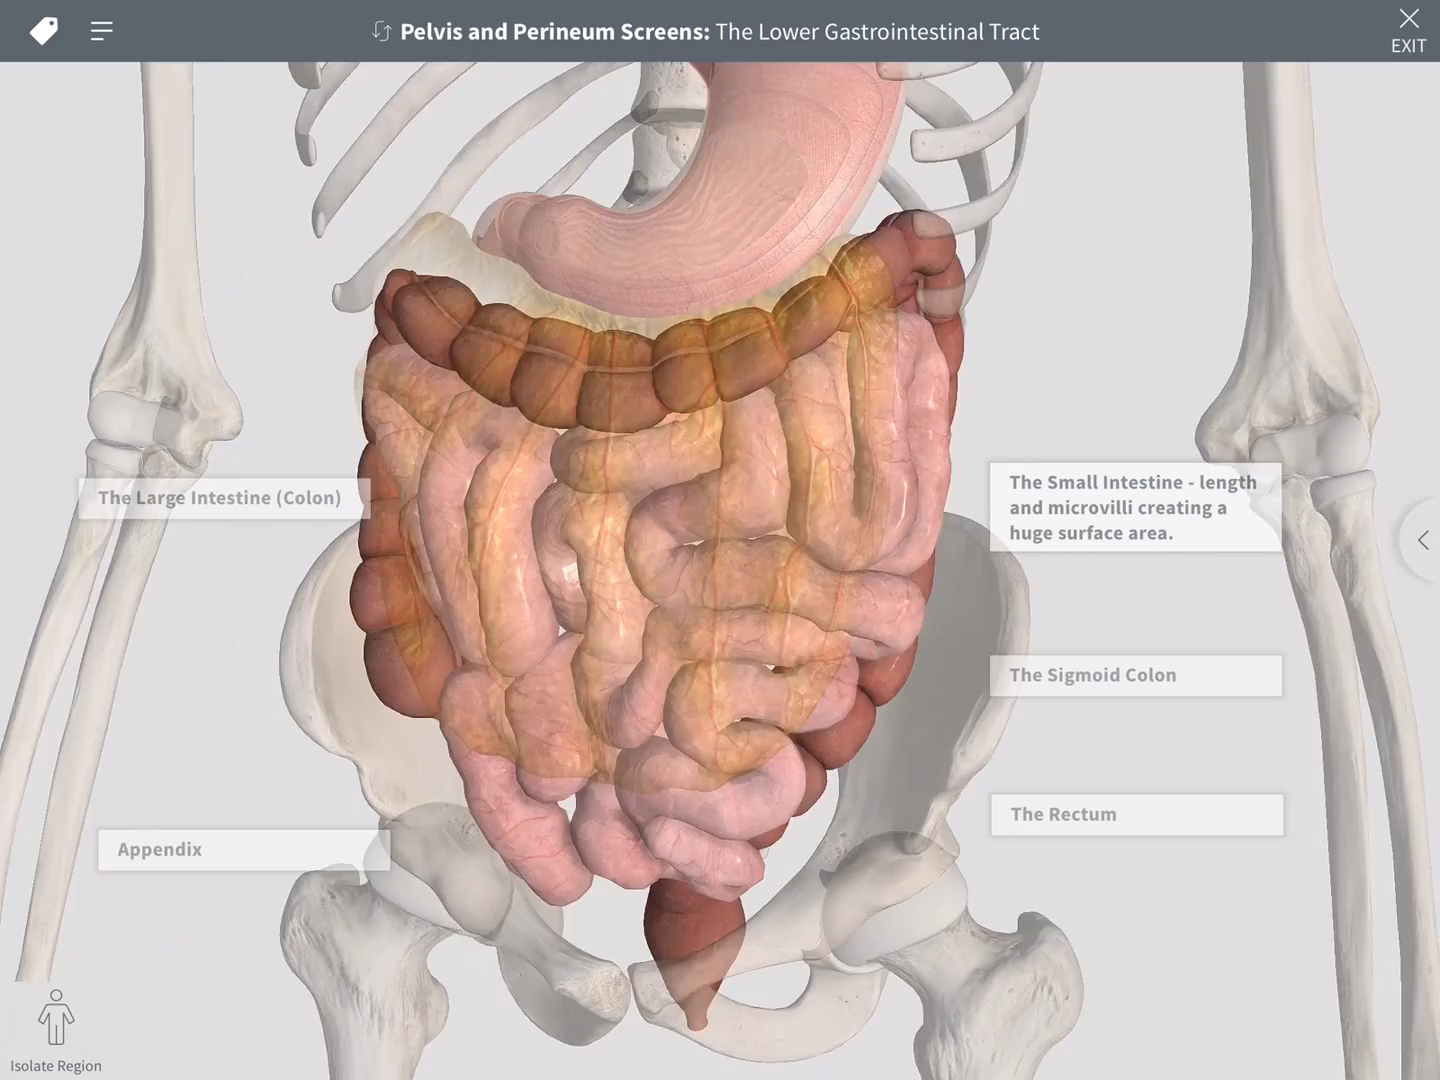 Pelvis and Perineum Screens: The Lower Gastrointestinal Tract
EXIT
The Large Intestine (Colon)
The Small Intestine - length
and microvilli creating a
huge surface area.
The Sigmoid Colon
The Rectum
Appendix
Isolate Region